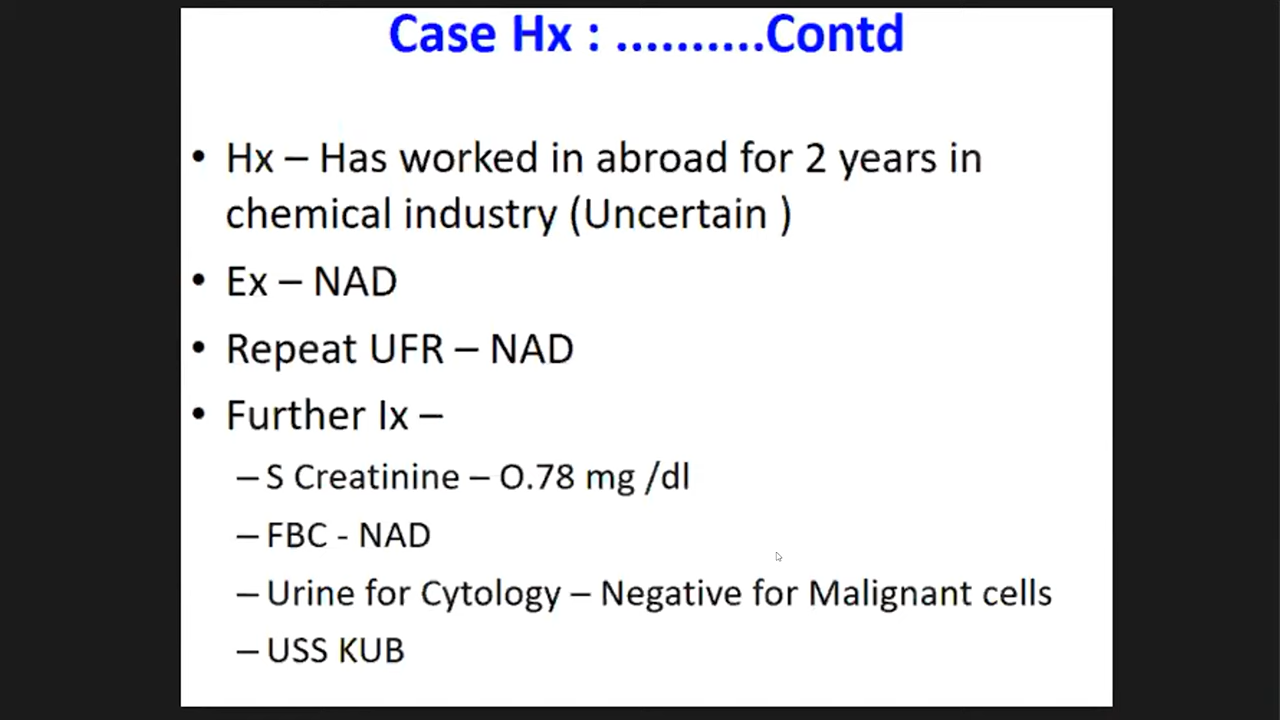 Case Hx : ..........Contd
• Hx – Has worked in abroad for 2 years in
chemical industry (Uncertain )
• Ex – NAD
• Repeat UFR – NAD
• Further Ix –
– S Creatinine – O.78 mg /dl
– FBC - NAD
– Urine for Cytology – Negative for Malignant cells
– USS KUB